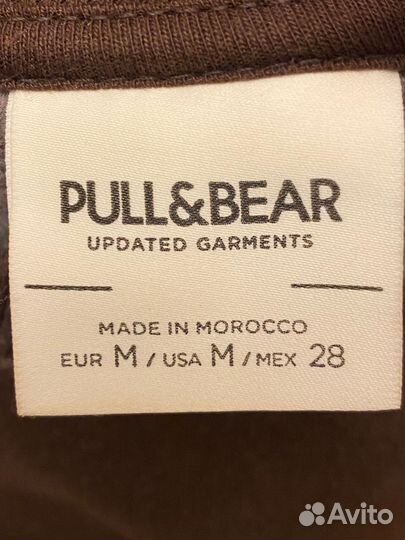 PULL&BEAR
UPDATED GARMENTS
MADE IN MOROCCO
EUR M / USA M / MEX 28
Avito